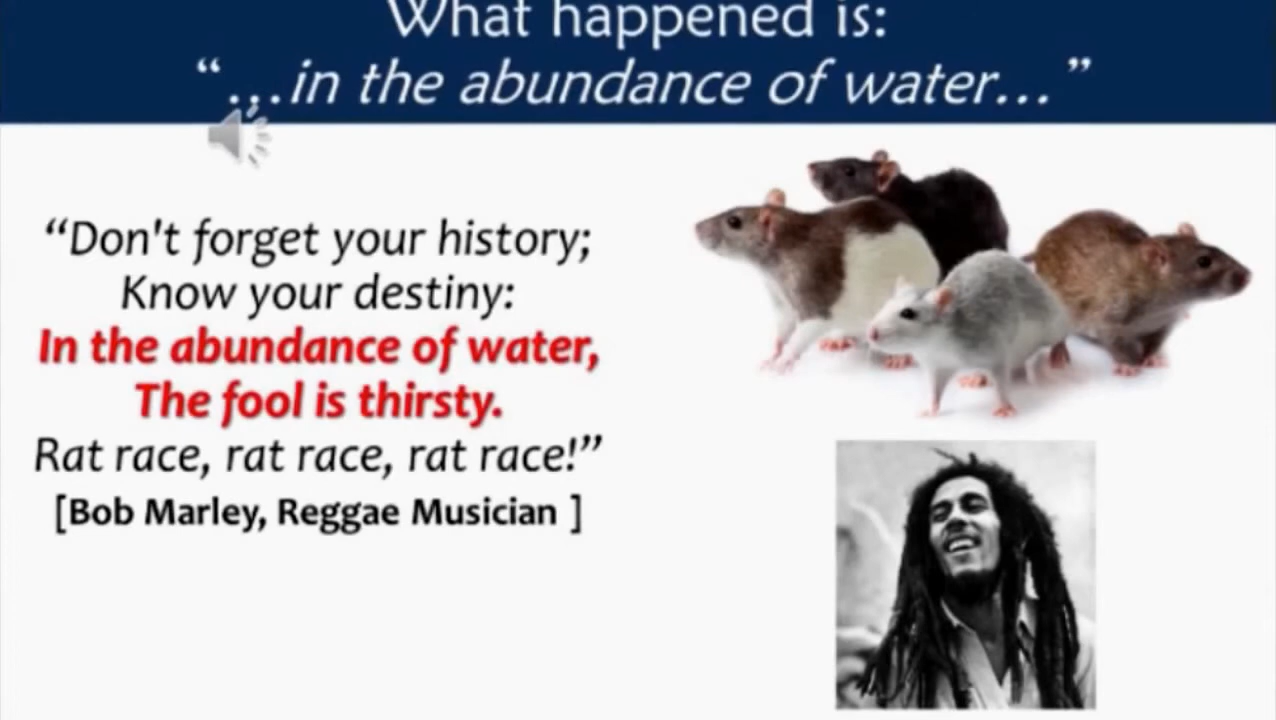 What happened is:
“…in the abundance of water…”
“Don't forget your history;
Know your destiny:
In the abundance of water,
The fool is thirsty.
Rat race, rat race, rat race!”
[Bob Marley, Reggae Musician ]